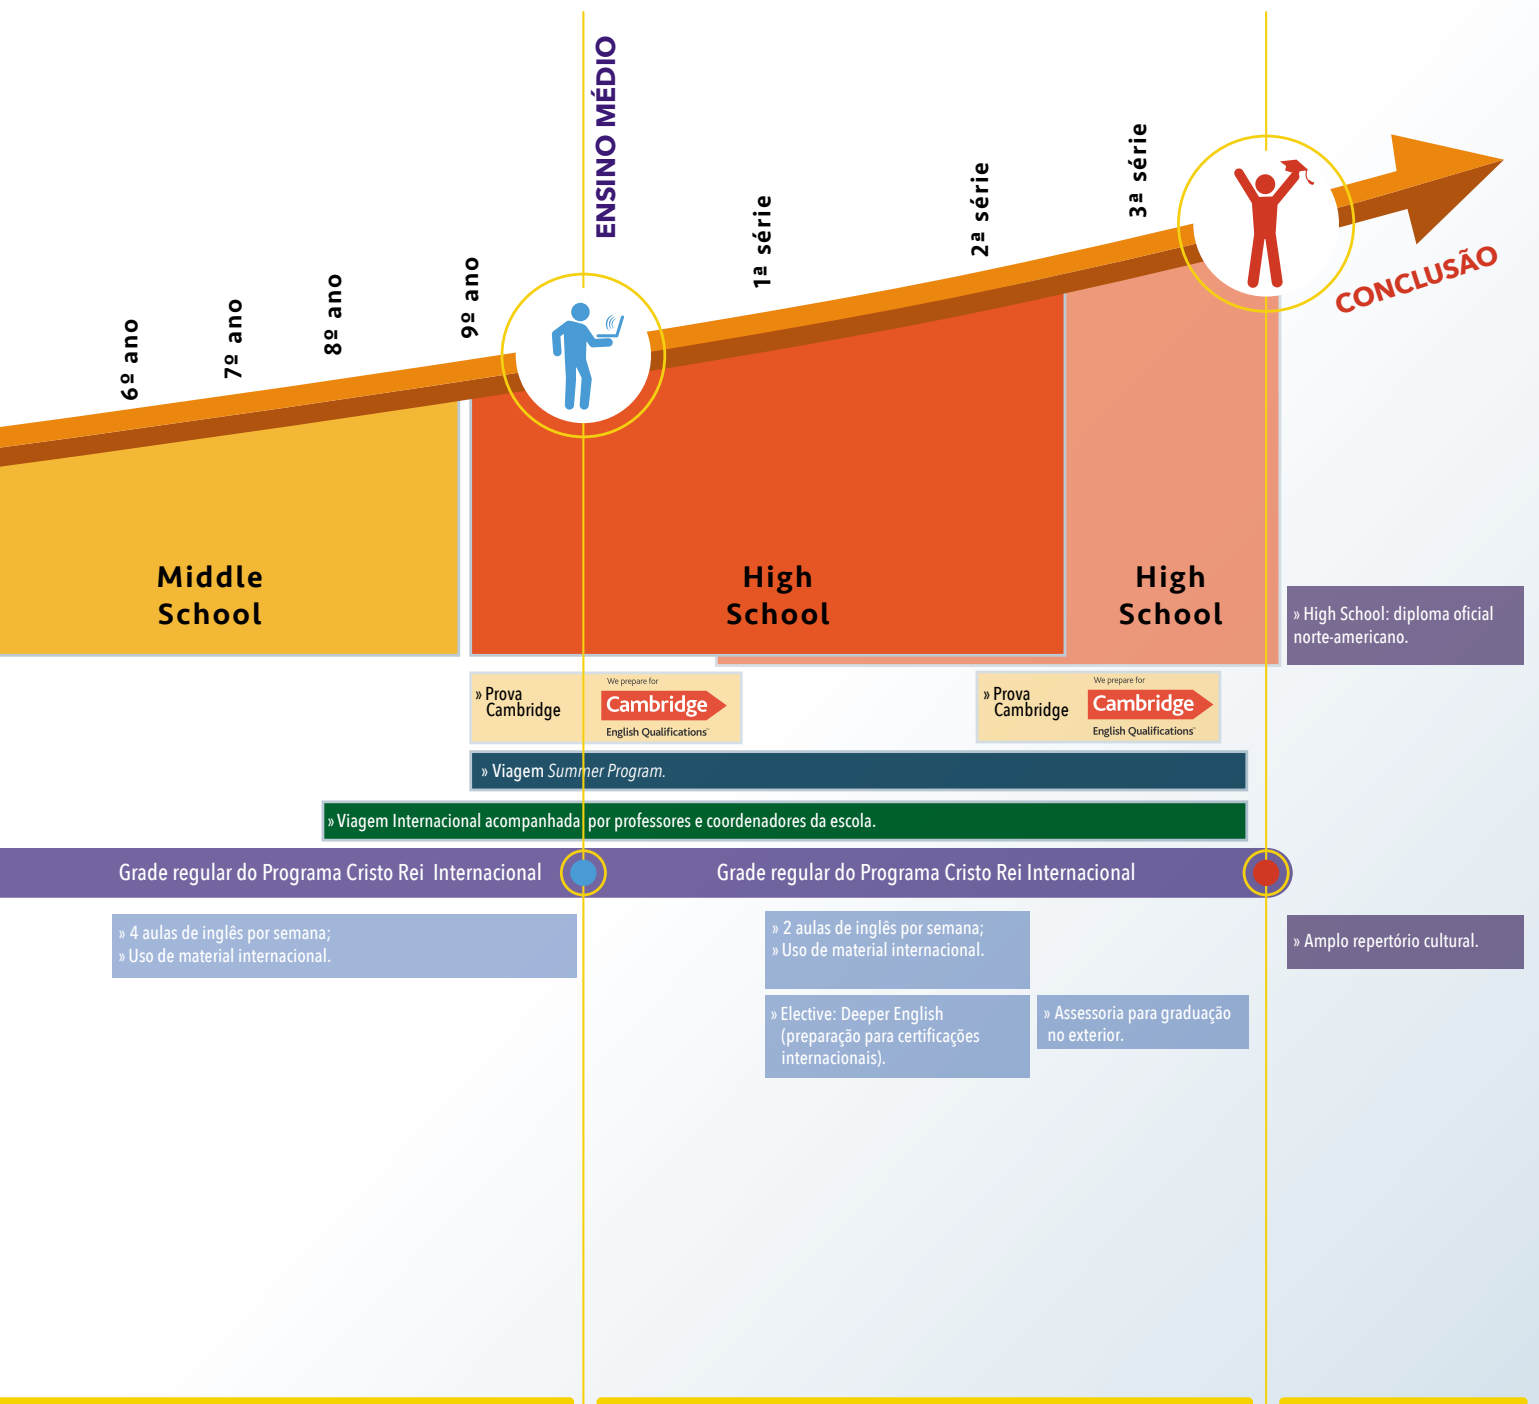 ENSINO MÉDIO
6º ano
7º ano
8º ano
9º ano
1ª série
2ª série
3ª série
CONCLUSÃO
Middle
School
High
School
High
School
» High School: diploma oficial
norte-americano.
» Prova
Cambridge
We prepare for
Cambridge
English Qualifications™
» Prova
Cambridge
We prepare for
Cambridge
English Qualifications™
» Viagem Summer Program.
» Viagem Internacional acompanhada por professores e coordenadores da escola.
Grade regular do Programa Cristo Rei Internacional
Grade regular do Programa Cristo Rei Internacional
» 4 aulas de inglês por semana;
» Uso de material internacional.
» 2 aulas de inglês por semana;
» Uso de material internacional.
» Amplo repertório cultural.
» Elective: Deeper English
(preparação para certificações
internacionais).
» Assessoria para graduação
no exterior.